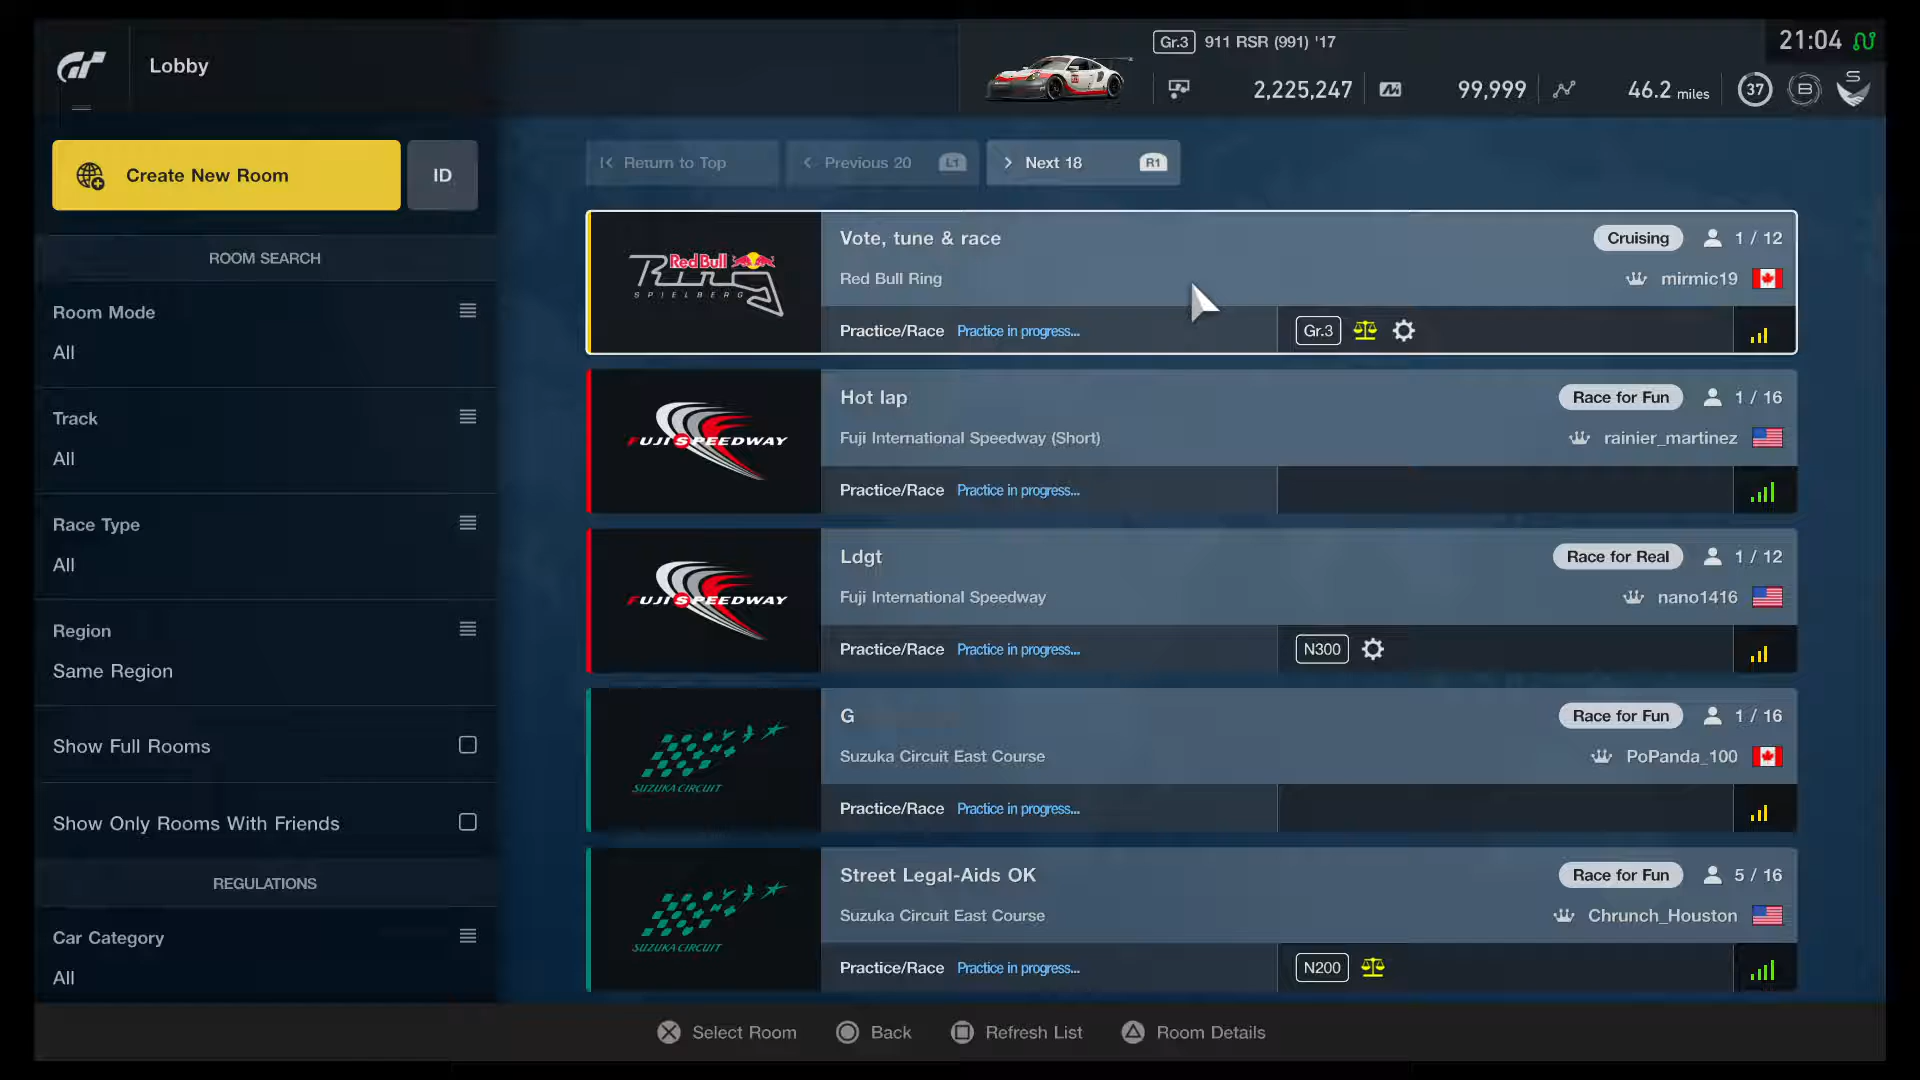 GT
Lobby
Gr.3 911 RSR (991) '17
2,225,247
99,999
46.2 miles
37
B
S
21:04
Create New Room
ID
ROOM SEARCH
Room Mode
All
Track
All
Race Type
All
Region
Same Region
Show Full Rooms
Show Only Rooms With Friends
REGULATIONS
Car Category
All
Return to Top
Previous 20 L1
Next 18 R1
Red Bull
Ring
SPIELBERG
Vote, tune & race
Cruising 1 / 12
Red Bull Ring
mirmic19
Practice/Race Practice in progress...
Gr.3
FUJI SPEEDWAY
Hot lap
Race for Fun 1 / 16
Fuji International Speedway (Short)
rainier_martinez
Practice/Race Practice in progress...
FUJI SPEEDWAY
Ldgt
Race for Real 1 / 12
Fuji International Speedway
nano1416
Practice/Race Practice in progress...
N300
SUZUKA CIRCUIT
G
Race for Fun 1 / 16
Suzuka Circuit East Course
PoPanda_100
Practice/Race Practice in progress...
SUZUKA CIRCUIT
Street Legal-Aids OK
Race for Fun 5 / 16
Suzuka Circuit East Course
Chrunch_Houston
Practice/Race Practice in progress...
N200
Select Room
Back
Refresh List
Room Details